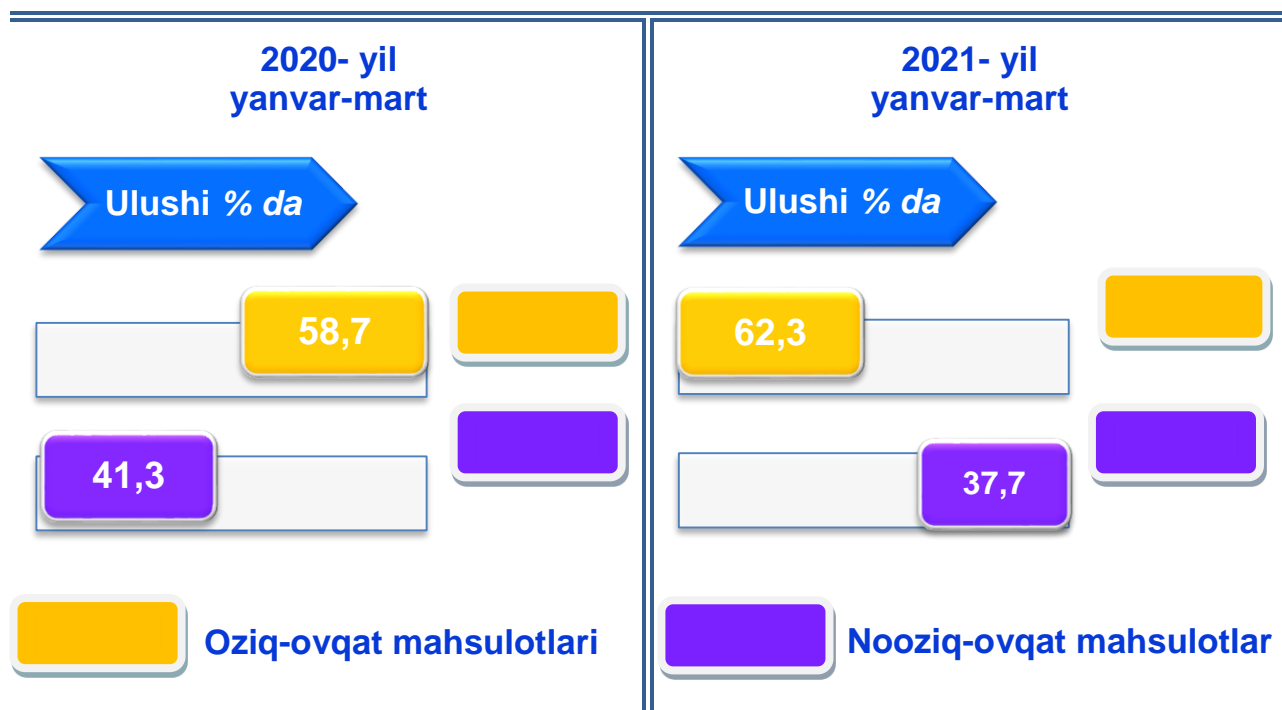 2020- yil
yanvar-mart
Ulushi % da
58,7
41,3
2021- yil
yanvar-mart
Ulushi % da
62,3
37,7
Oziq-ovqat mahsulotlari
Nooziq-ovqat mahsulotlar